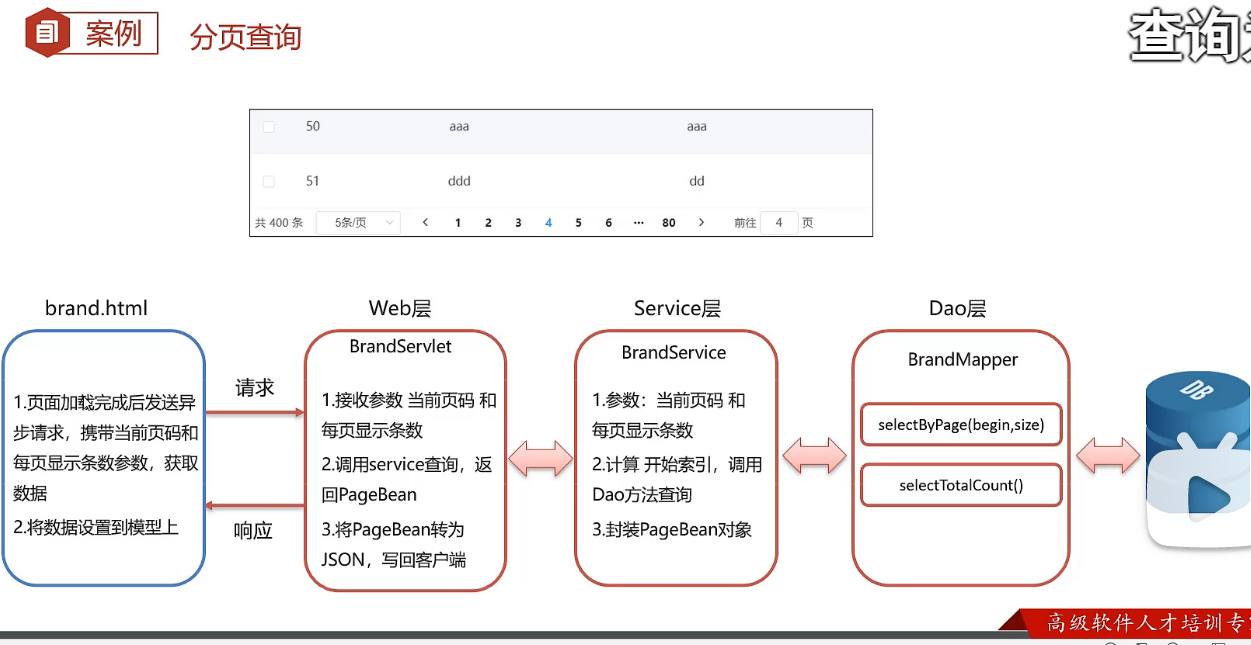 案例
分页查询
查询
50 aaa aaa
51 ddd dd
共 400 条 5条/页 < 1 2 3 4 5 6 ··· 80 > 前往 4 页
brand.html
1.页面加载完成后发送异
步请求，携带当前页码和
每页显示条数参数，获取
数据
2.将数据设置到模型上
请求
响应
Web层
BrandServlet
1.接收参数 当前页码 和
每页显示条数
2.调用service查询，返
回PageBean
3.将PageBean转为
JSON，写回客户端
Service层
BrandService
1.参数：当前页码 和
每页显示条数
2.计算 开始索引，调用
Dao方法查询
3.封装PageBean对象
Dao层
BrandMapper
selectByPage(begin,size)
selectTotalCount()
DB
高级软件人才培训专